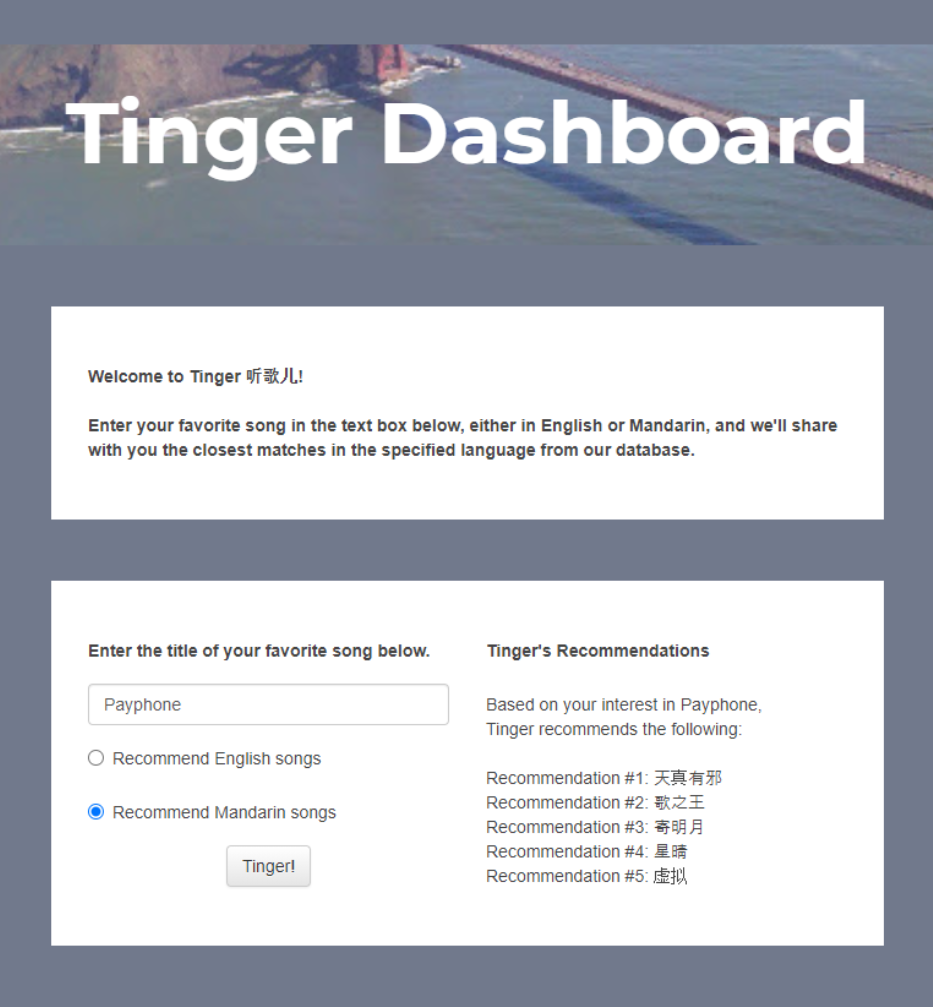 Tinger Dashboard
Welcome to Tinger 听歌儿!
Enter your favorite song in the text box below, either in English or Mandarin, and we'll share
with you the closest matches in the specified language from our database.
Enter the title of your favorite song below.
Payphone
Recommend English songs
Recommend Mandarin songs
Tinger!
Tinger's Recommendations
Based on your interest in Payphone,
Tinger recommends the following:
Recommendation #1: 天真有邪
Recommendation #2: 歌之王
Recommendation #3: 寄明月
Recommendation #4: 星晴
Recommendation #5: 虚拟